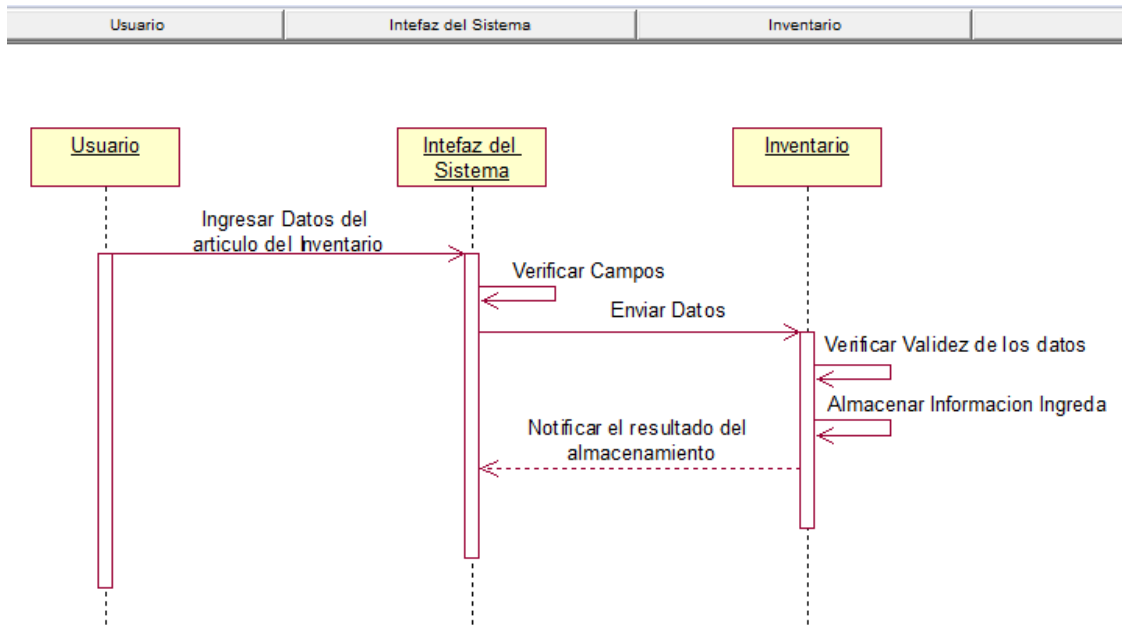 Usuario
Intefaz del Sistema
Inventario
Usuario
Intefaz del
Sistema
Inventario
Ingresar Datos del
articulo del Inventario
Verificar Campos
Enviar Datos
Verificar Validez de los datos
Almacenar Informacion Ingreda
Notificar el resultado del
almacenamiento